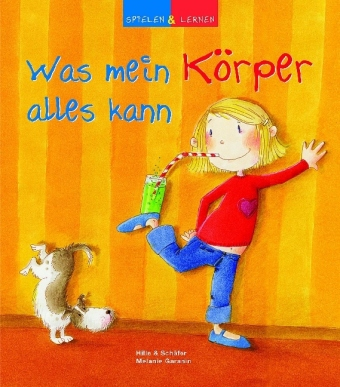 SPIELEN & LERNEN
Was mein Körper
alles kann
Hille & Schäfer
Melanie Garanin